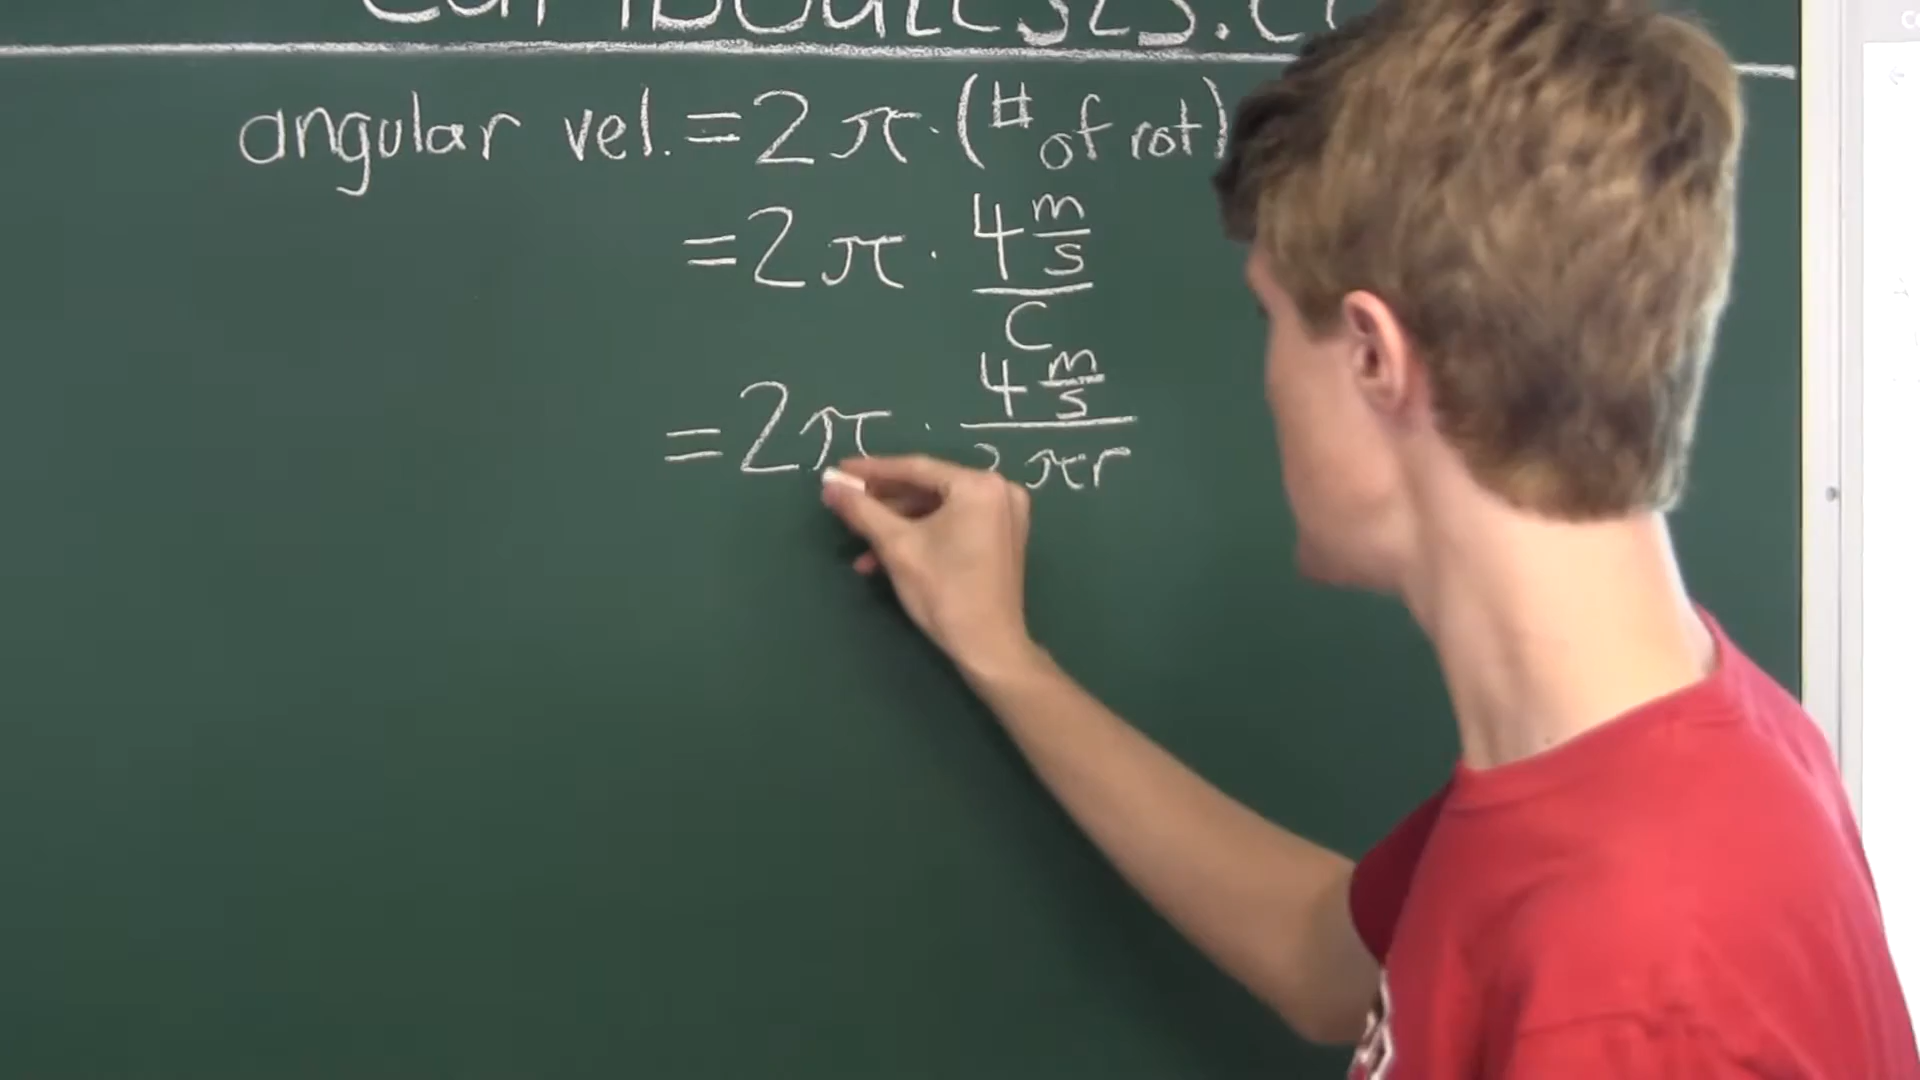 angular vel. = 2π · (# of rot)
= 2π · 4 m/s / C
= 2π · 4 m/s / 2πr